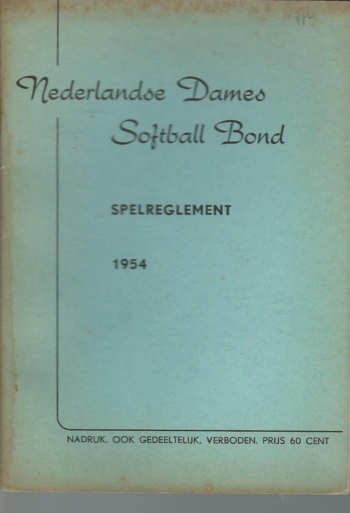 Nederlandse Dames
Softball Bond
SPELREGLEMENT
1954
NADRUK, OOK GEDEELTELIJK, VERBODEN. PRIJS 60 CENT